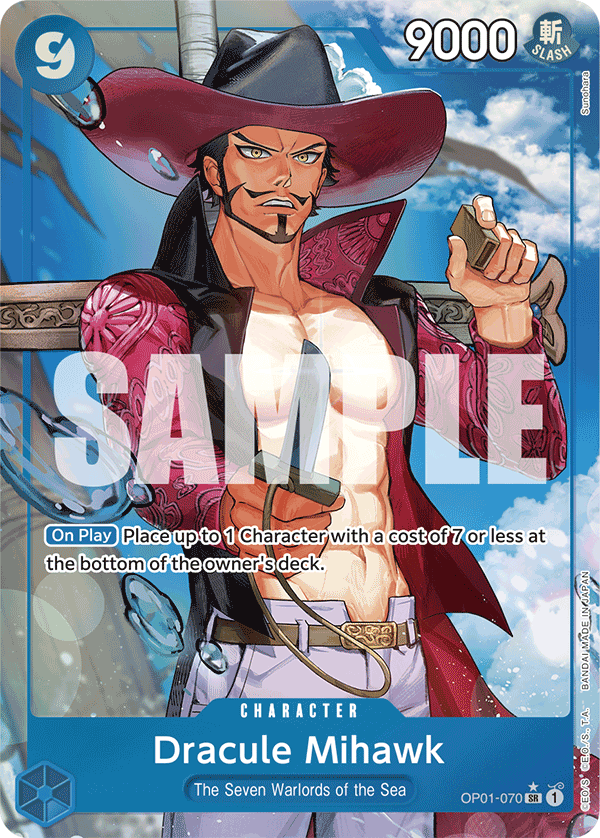 9
9000
斬
SLASH
Sunohara
SAMPLE
On Play Place up to 1 Character with a cost of 7 or less at
the bottom of the owner's deck.
BANDAI MADE IN JAPAN
©E.O/S. ©E.O./S., T.A.
CHARACTER
Dracule Mihawk
The Seven Warlords of the Sea
OP01-070 SR 1